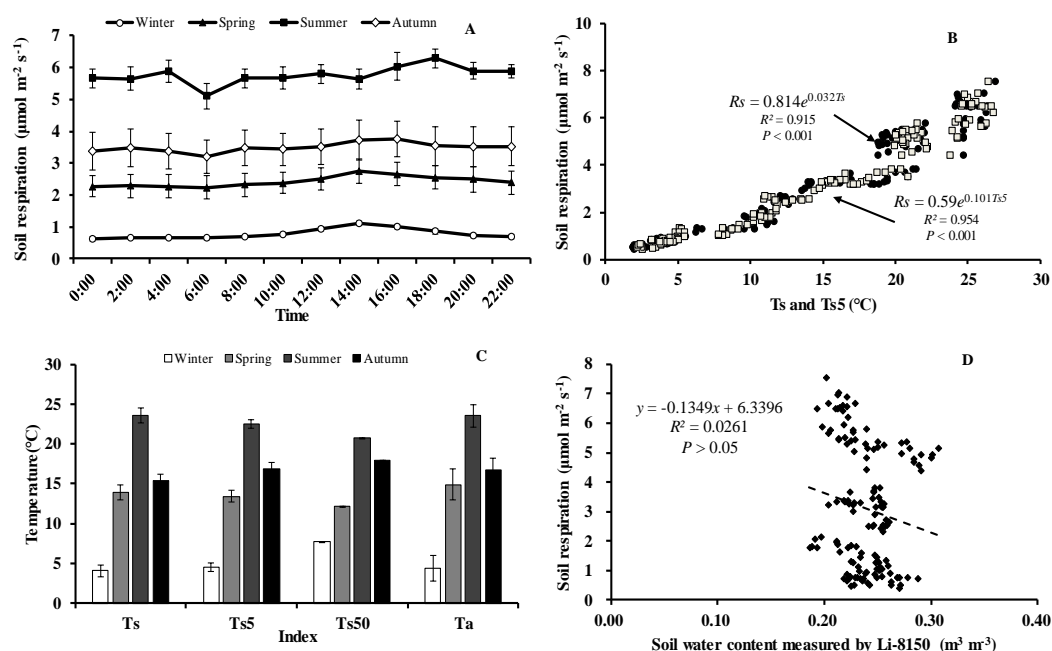 Winter Spring Summer Autumn
A
Soil respiration (μmol m⁻² s⁻¹)
7
6
5
4
3
2
1
0
0:00 2:00 4:00 6:00 8:00 10:00 12:00 14:00 16:00 18:00 20:00 22:00
Time
B
Soil respiration (μmol m⁻² s⁻¹)
10
8
6
4
2
0
Rs = 0.814e^0.032Ts
R² = 0.915
P < 0.001
Rs = 0.59e^0.101Ts5
R² = 0.954
P < 0.001
0 5 10 15 20 25 30
Ts and Ts5 (°C)
Winter Spring Summer Autumn
C
Temperature (°C)
30
25
20
15
10
5
0
Ts Ts5 Ts50 Ta
Index
D
Soil respiration (μmol m⁻² s⁻¹)
8
7
6
5
4
3
2
1
0
y = -0.1349x + 6.3396
R² = 0.0261
P > 0.05
0.00 0.10 0.20 0.30 0.40
Soil water content measured by Li-8150 (m³ m⁻³)